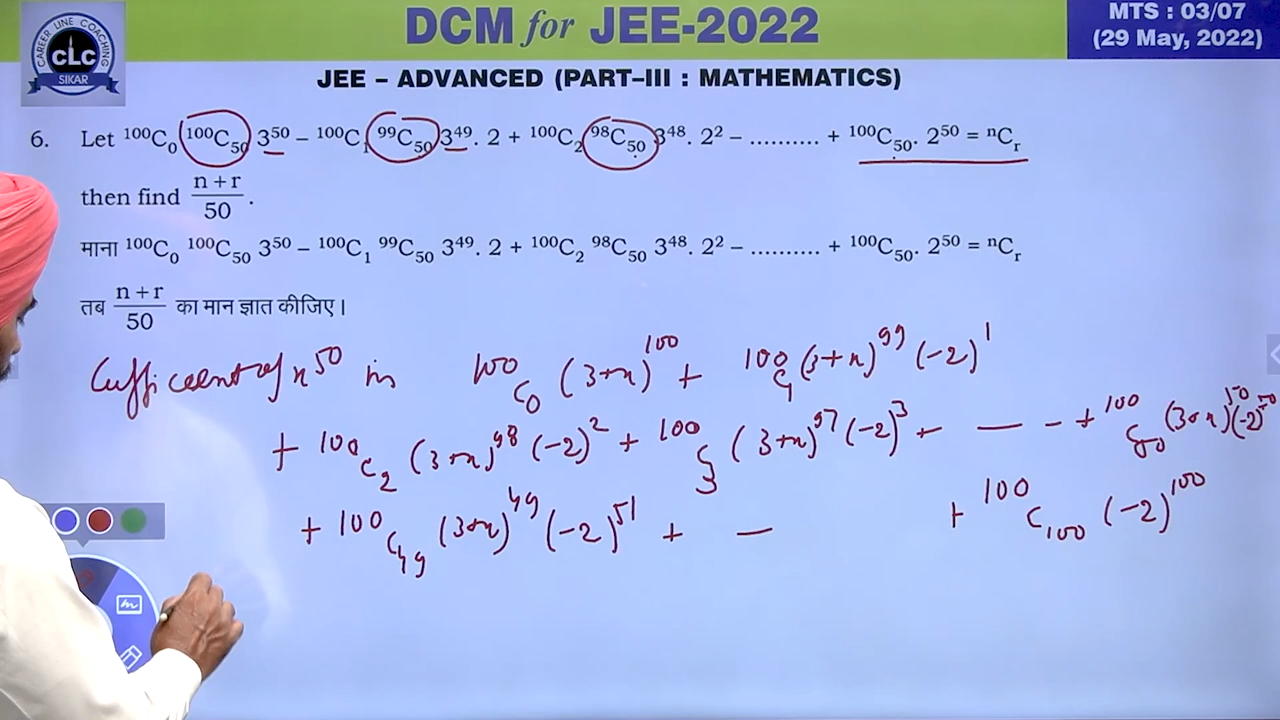 DCM for JEE-2022
MTS : 03/07
(29 May, 2022)
CAREER LINE COACHING
CLC
SIKAR
JEE – ADVANCED (PART–III : MATHEMATICS)
6. Let ¹⁰⁰C₀ ¹⁰⁰C₅₀ 3⁵⁰ – ¹⁰⁰C₁ ⁹⁹C₅₀ 3⁴⁹. 2 + ¹⁰⁰C₂ ⁹⁸C₅₀ 3⁴⁸. 2² – .......... + ¹⁰⁰C₅₀. 2⁵⁰ = ⁿCᵣ
then find (n + r)/50 .
माना ¹⁰⁰C₀ ¹⁰⁰C₅₀ 3⁵⁰ – ¹⁰⁰C₁ ⁹⁹C₅₀ 3⁴⁹. 2 + ¹⁰⁰C₂ ⁹⁸C₅₀ 3⁴⁸. 2² – .......... + ¹⁰⁰C₅₀. 2⁵⁰ = ⁿCᵣ
तब (n + r)/50 का मान ज्ञात कीजिए।
Cufficent of x⁵⁰ in ¹⁰⁰C₀ (3+x)¹⁰⁰ + ¹⁰⁰C₁ (3+x)⁹⁹ (-2)¹
+ ¹⁰⁰C₂ (3+x)⁹⁸ (-2)² + ¹⁰⁰C₃ (3+x)⁹⁷ (-2)³ + — - + ¹⁰⁰C₅₀ (3+x)⁵⁰ (-2)⁵⁰
+ ¹⁰⁰C₄₉ (3+x)⁴⁹ (-2)⁵¹ + — + ¹⁰⁰C₁₀₀ (-2)¹⁰⁰